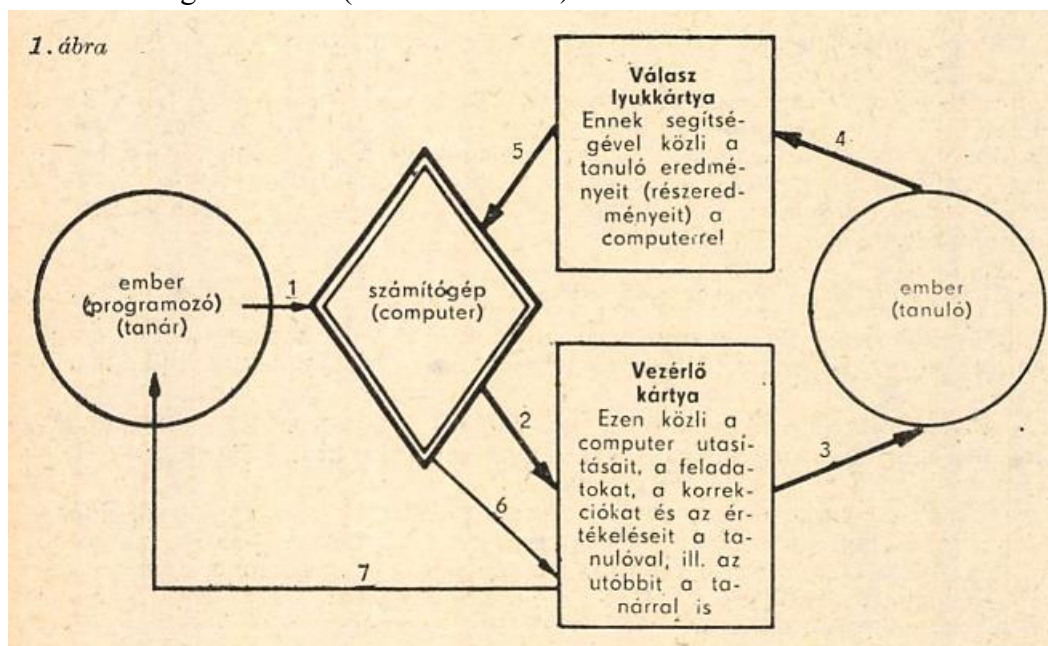 1. ábra
Válasz
lyukkártya
Ennek segítsé-
gével közli a
tanuló eredmé-
nyeit (részered-
ményeit) a
computerrel
4
5
ember
(programozó)
(tanár)
1
számítógép
(computer)
ember
(tanuló)
Vezérlő
kártya
Ezen közli a
computer utasí-
tásait, a felada-
tokat, a korrek-
ciókat és az ér-
tékeléseit a ta-
nulóval; ill. az
utóbbit a ta-
nárral is
2
3
6
7